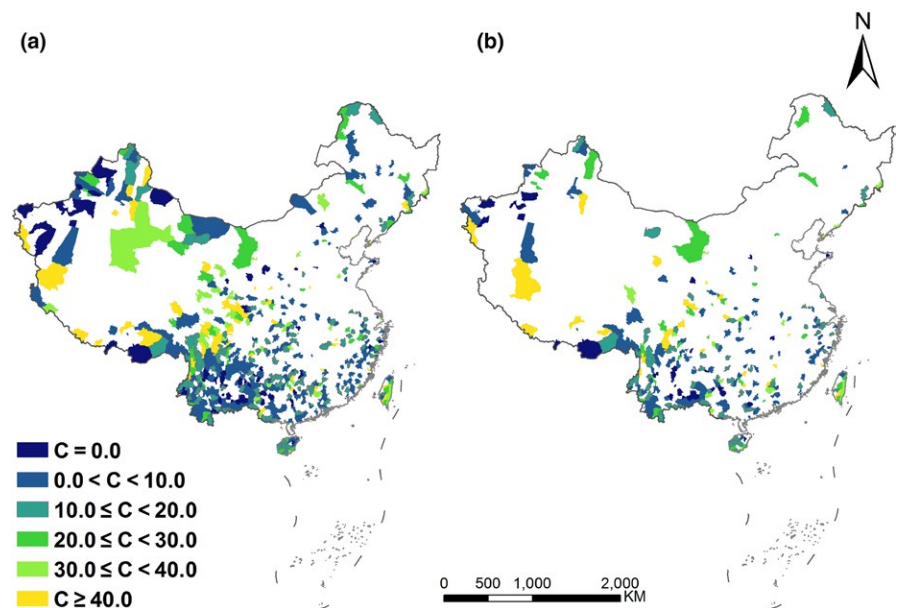 (a)
(b)
N
C = 0.0
0.0 < C < 10.0
10.0 ≤ C < 20.0
20.0 ≤ C < 30.0
30.0 ≤ C < 40.0
C ≥ 40.0
0 500 1,000 2,000
KM